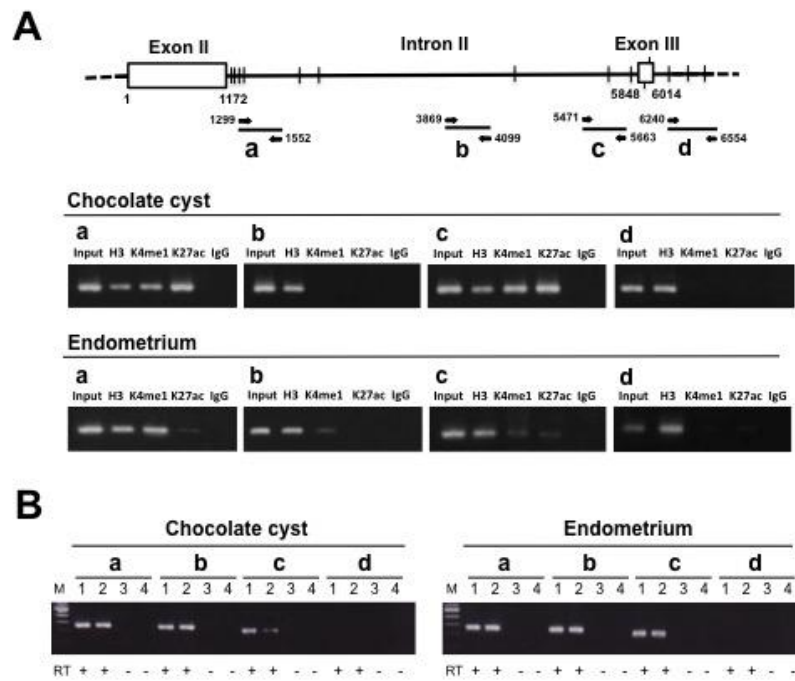 A
Exon II Intron II Exon III
1 1172 5848 6014
1299 1552 3869 4099 5471 5663 6240 6554
a b c d
Chocolate cyst
a b c d
Input H3 K4me1 K27ac IgG Input H3 K4me1 K27ac IgG Input H3 K4me1 K27ac IgG Input H3 K4me1 K27ac IgG
Endometrium
a b c d
Input H3 K4me1 K27ac IgG Input H3 K4me1 K27ac IgG Input H3 K4me1 K27ac IgG Input H3 K4me1 K27ac IgG
B
Chocolate cyst Endometrium
a b c d a b c d
M 1 2 3 4 1 2 3 4 1 2 3 4 1 2 3 4 M 1 2 3 4 1 2 3 4 1 2 3 4 1 2 3 4
RT + + - - + + - - + + - - + + - - RT + + - - + + - - + + - - + + - -